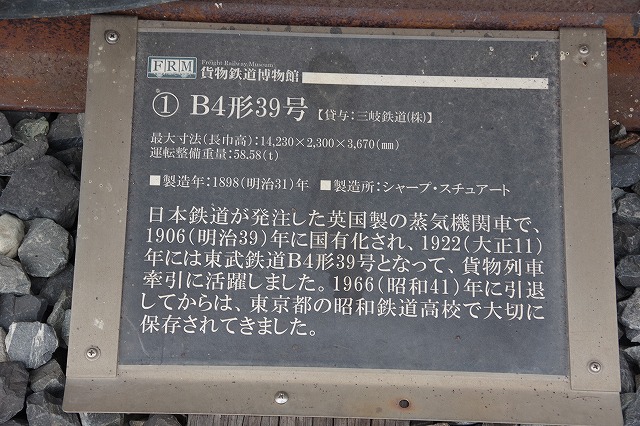 FRM
Freight Railway Museum
貨物鉄道博物館
① B4形39号【貸与：三岐鉄道(株)】
最大寸法(長巾高)：14,230×2,300×3,670(㎜)
運転整備重量：58.58(t)
■製造年：1898(明治31)年 ■製造所：シャープ・スチュアート
日本鉄道が発注した英国製の蒸気機関車で、
1906(明治39)年に国有化され、1922(大正11)
年には東武鉄道B4形39号となって、貨物列車
牽引に活躍しました。1966(昭和41)年に引退
してからは、東京都の昭和鉄道高校で大切に
保存されてきました。